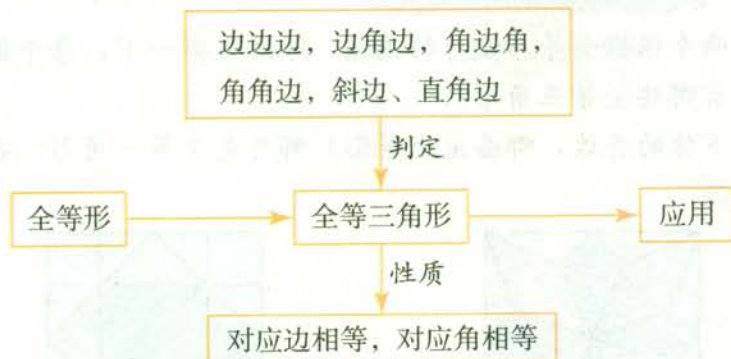 边边边，边角边，角边角，
角角边，斜边、直角边
判定
全等形
全等三角形
应用
性质
对应边相等，对应角相等